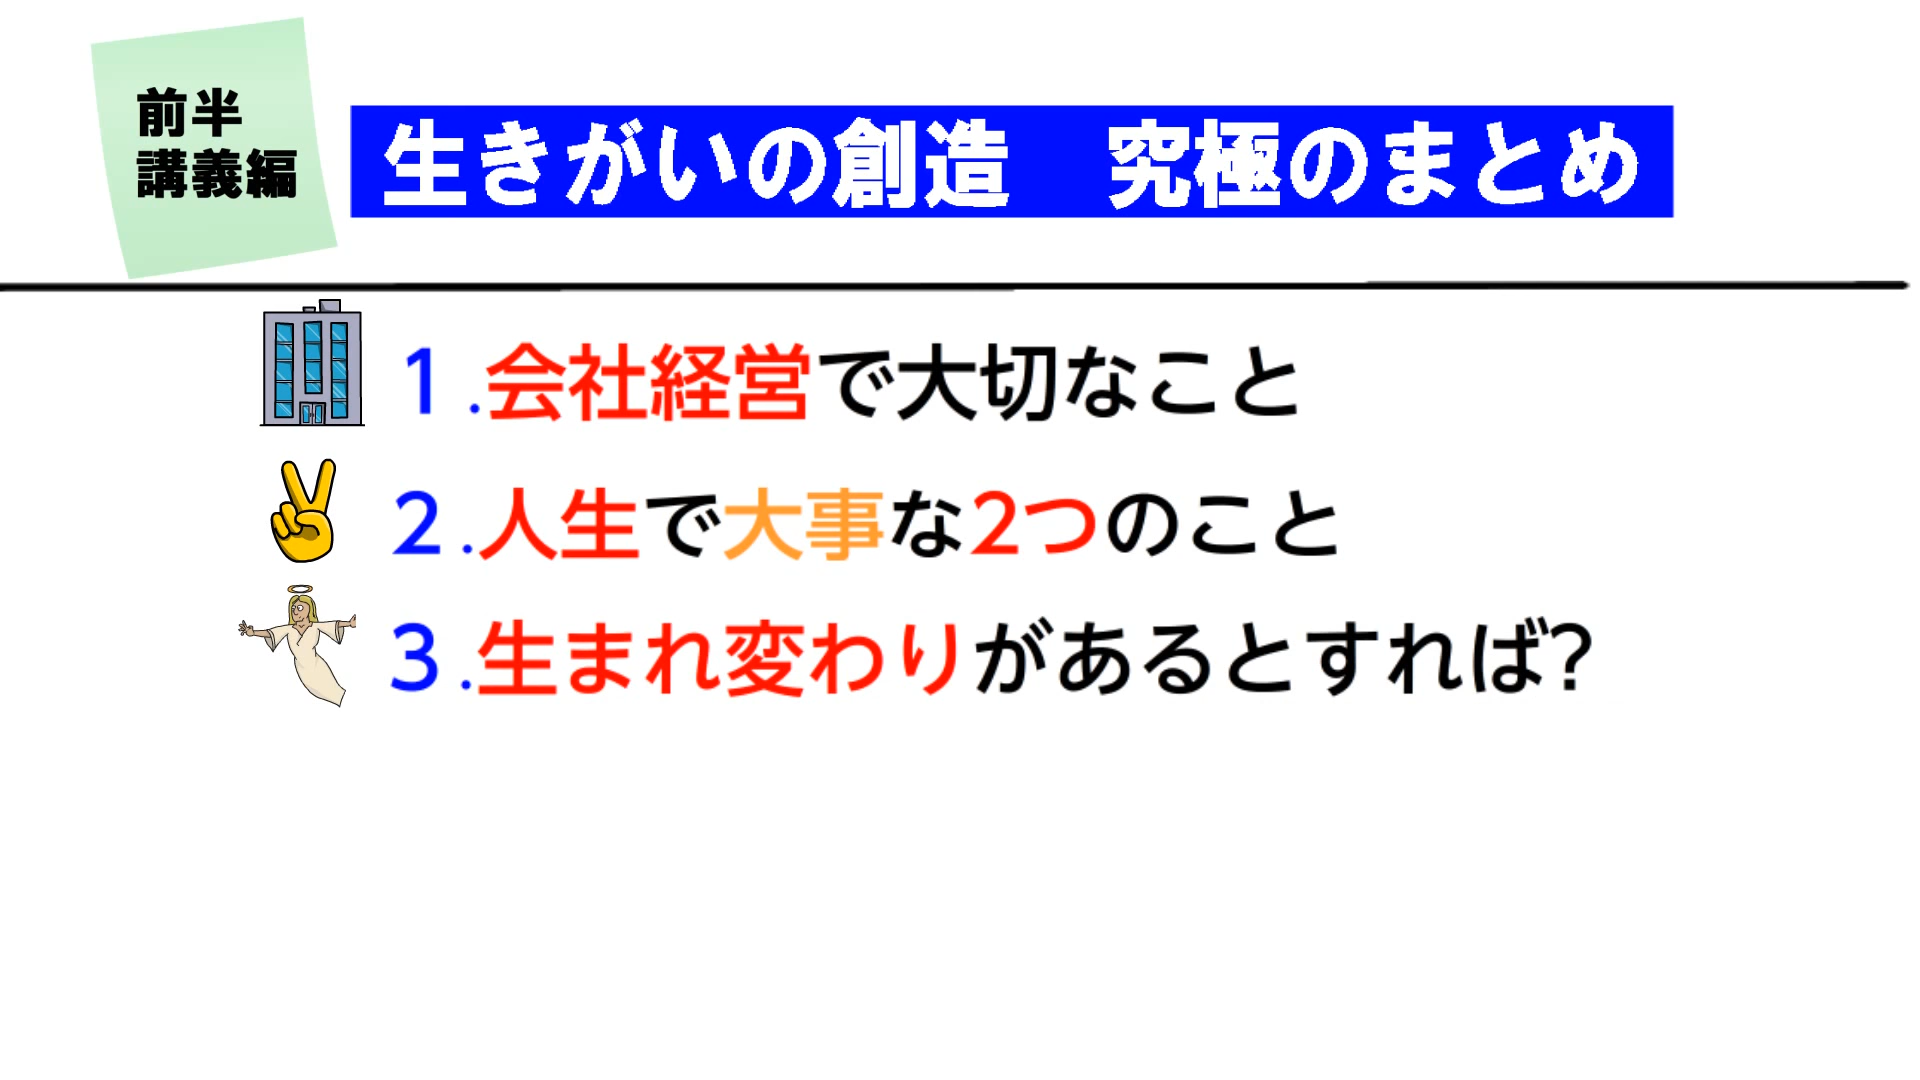 前半
講義編
生きがいの創造　究極のまとめ
1.会社経営で大切なこと
2.人生で大事な2つのこと
3.生まれ変わりがあるとすれば?